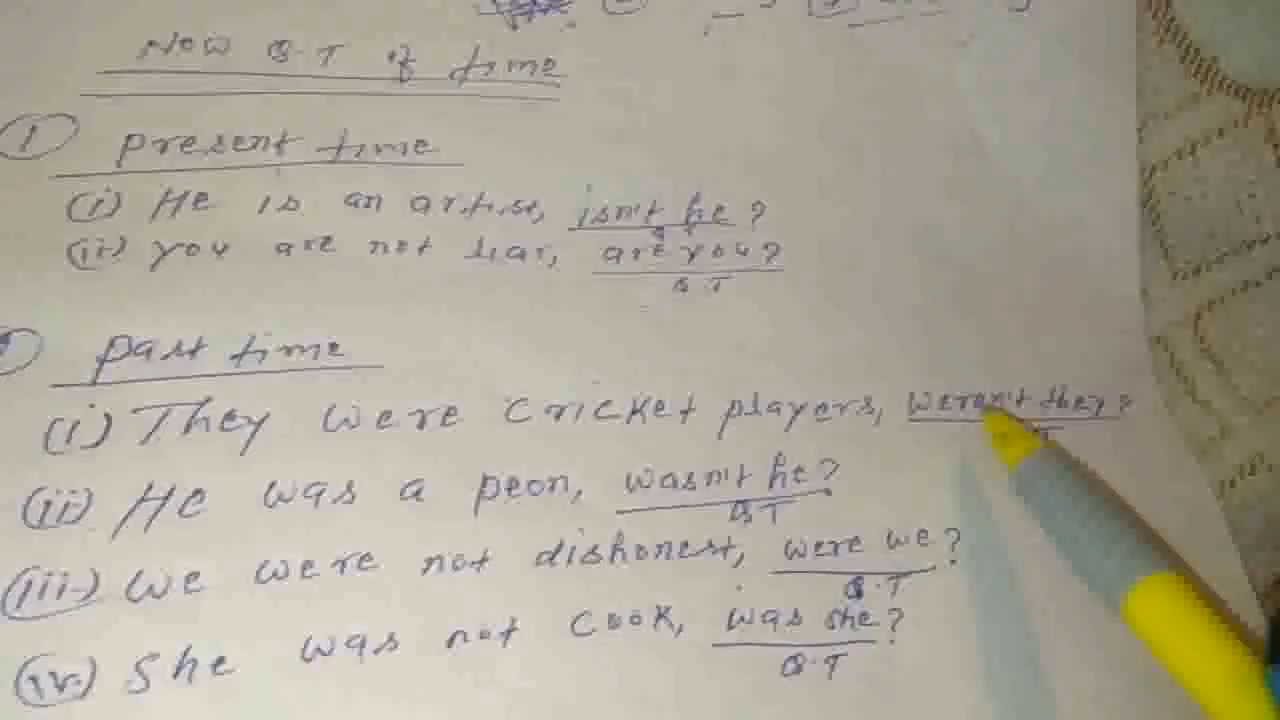 Now Q.T of time
① present time
(i) He is an artist, isn't he?
(ii) you are not liar, are you?
Q.T
past time
(i) They were cricket players, weren't they?
(ii) He was a peon, wasn't he?
QT
(iii) we were not dishonest, were we?
Q.T
(iv) She was not cook, was she?
Q.T